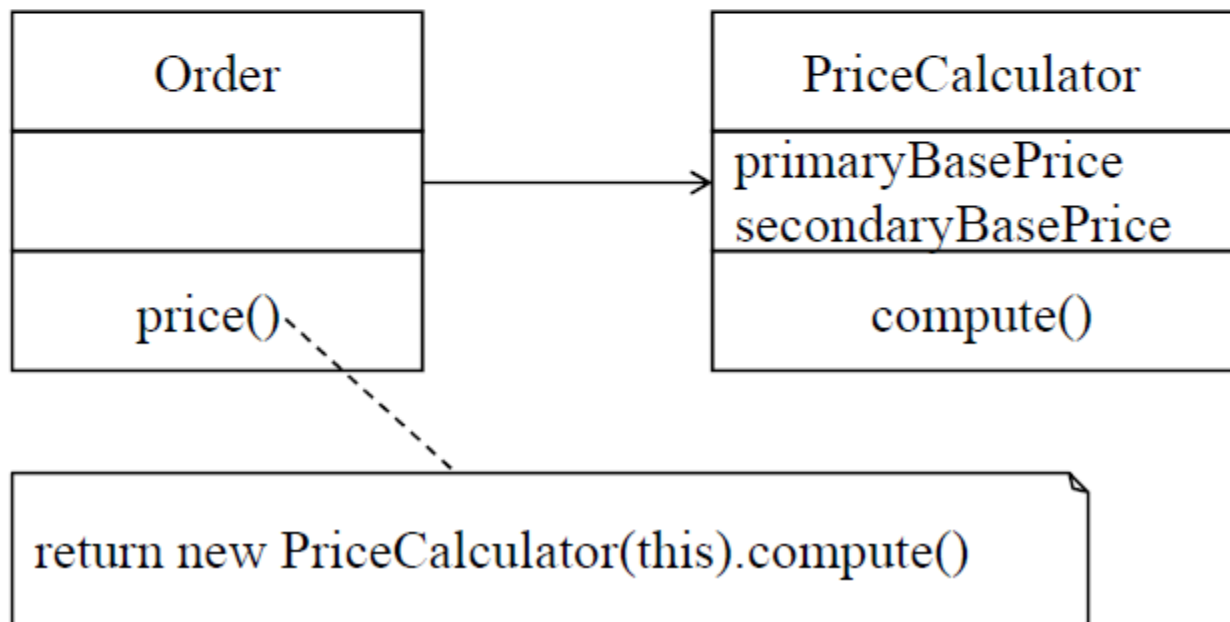 Order
PriceCalculator
primaryBasePrice
secondaryBasePrice
price()
compute()
return new PriceCalculator(this).compute()